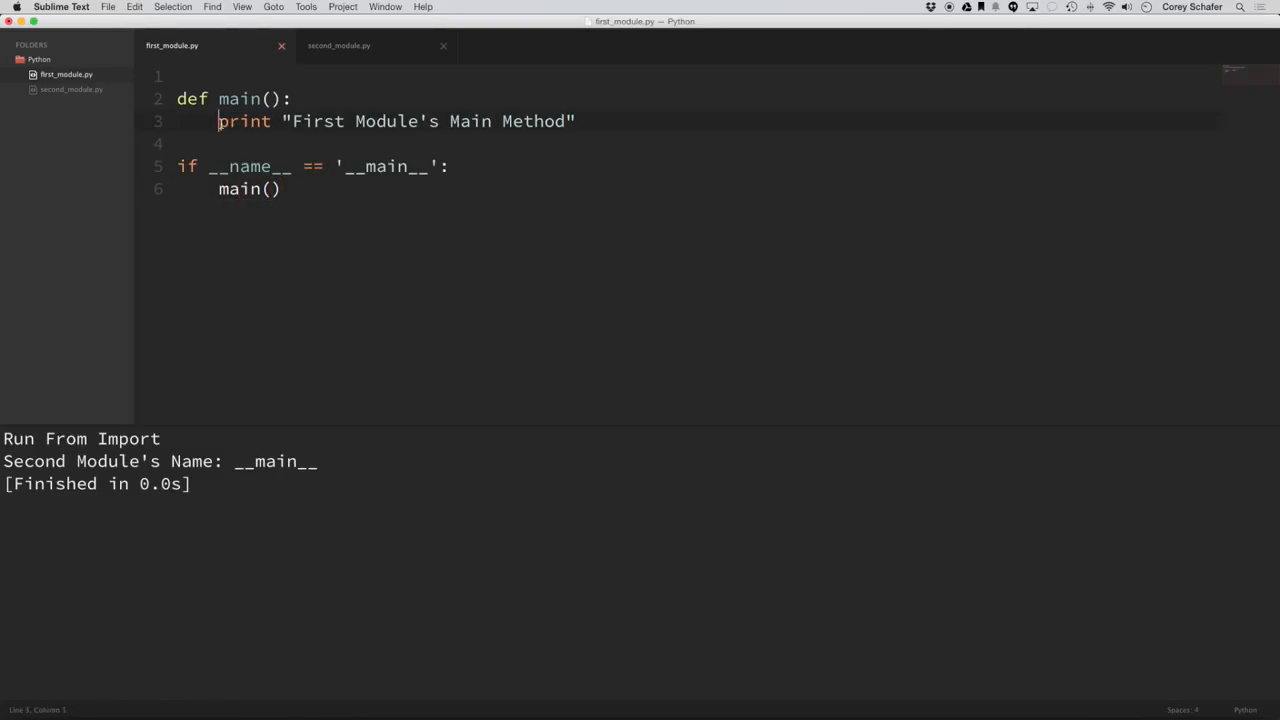 Sublime Text File Edit Selection Find View Goto Tools Project Window Help Corey Schafer
first_module.py — Python
FOLDERS
Python
first_module.py
second_module.py
first_module.py second_module.py
1
2 def main():
3 print "First Module's Main Method"
4
5 if __name__ == '__main__':
6 main()
Run From Import
Second Module's Name: __main__
[Finished in 0.0s]
Line 3, Column 5 Spaces: 4 Python